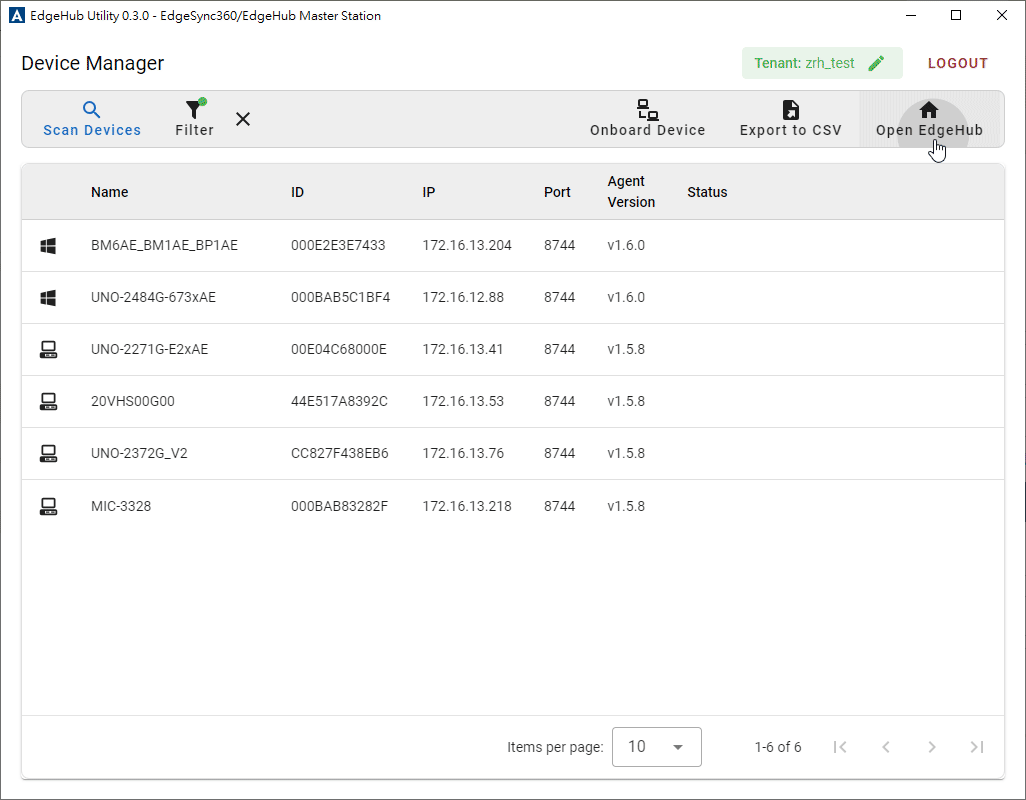 EdgeHub Utility 0.3.0 - EdgeSync360/EdgeHub Master Station
Device Manager
Tenant: zrh_test
LOGOUT
Scan Devices
Filter
Onboard Device
Export to CSV
Open EdgeHub
Name ID IP Port Agent Version Status
BM6AE_BM1AE_BP1AE 000E2E3E7433 172.16.13.204 8744 v1.6.0
UNO-2484G-673xAE 000BAB5C1BF4 172.16.12.88 8744 v1.6.0
UNO-2271G-E2xAE 00E04C68000E 172.16.13.41 8744 v1.5.8
20VHS00G00 44E517A8392C 172.16.13.53 8744 v1.5.8
UNO-2372G_V2 CC827F438EB6 172.16.13.76 8744 v1.5.8
MIC-3328 000BAB83282F 172.16.13.218 8744 v1.5.8
Items per page: 10 1-6 of 6